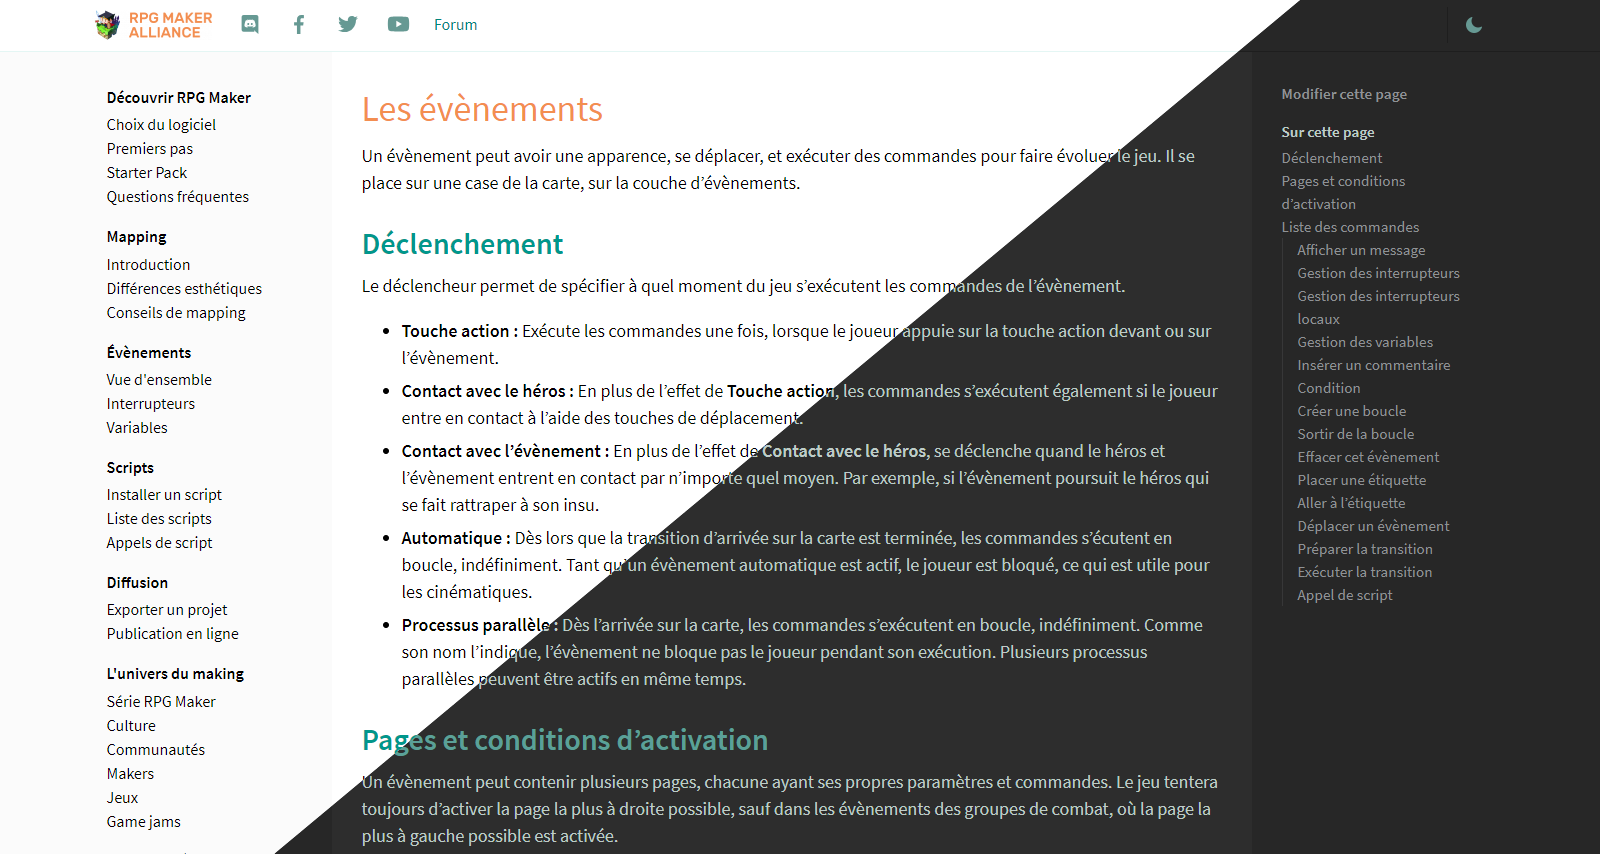 RPG MAKER
ALLIANCE
Forum
Découvrir RPG Maker
Choix du logiciel
Premiers pas
Starter Pack
Questions fréquentes
Mapping
Introduction
Différences esthétiques
Conseils de mapping
Évènements
Vue d'ensemble
Interrupteurs
Variables
Scripts
Installer un script
Liste des scripts
Appels de script
Diffusion
Exporter un projet
Publication en ligne
L'univers du making
Série RPG Maker
Culture
Communautés
Makers
Jeux
Game jams
Les évènements
Un évènement peut avoir une apparence, se déplacer, et exécuter des commandes pour faire évoluer le jeu. Il se
place sur une case de la carte, sur la couche d’évènements.
Déclenchement
Le déclencheur permet de spécifier à quel moment du jeu s’exécutent les commandes de l’évènement.
• Touche action : Exécute les commandes une fois, lorsque le joueur appuie sur la touche action devant ou sur
l’évènement.
• Contact avec le héros : En plus de l’effet de Touche action, les commandes s’exécutent également si le joueur
entre en contact à l’aide des touches de déplacement.
• Contact avec l’évènement : En plus de l’effet de Contact avec le héros, se déclenche quand le héros et
l’évènement entrent en contact par n’importe quel moyen. Par exemple, si l’évènement poursuit le héros qui
se fait rattraper à son insu.
• Automatique : Dès lors que la transition d’arrivée sur la carte est terminée, les commandes s’écutent en
boucle, indéfiniment. Tant qu’un évènement automatique est actif, le joueur est bloqué, ce qui est utile pour
les cinématiques.
• Processus parallèle : Dès l’arrivée sur la carte, les commandes s’exécutent en boucle, indéfiniment. Comme
son nom l’indique, l’évènement ne bloque pas le joueur pendant son exécution. Plusieurs processus
parallèles peuvent être actifs en même temps.
Pages et conditions d’activation
Un évènement peut contenir plusieurs pages, chacune ayant ses propres paramètres et commandes. Le jeu tentera
toujours d’activer la page la plus à droite possible, sauf dans les évènements des groupes de combat, où la page la
plus à gauche possible est activée.
Modifier cette page
Sur cette page
Déclenchement
Pages et conditions
d’activation
Liste des commandes
Afficher un message
Gestion des interrupteurs
Gestion des interrupteurs
locaux
Gestion des variables
Insérer un commentaire
Condition
Créer une boucle
Sortir de la boucle
Effacer cet évènement
Placer une étiquette
Aller à l’étiquette
Déplacer un évènement
Préparer la transition
Exécuter la transition
Appel de script